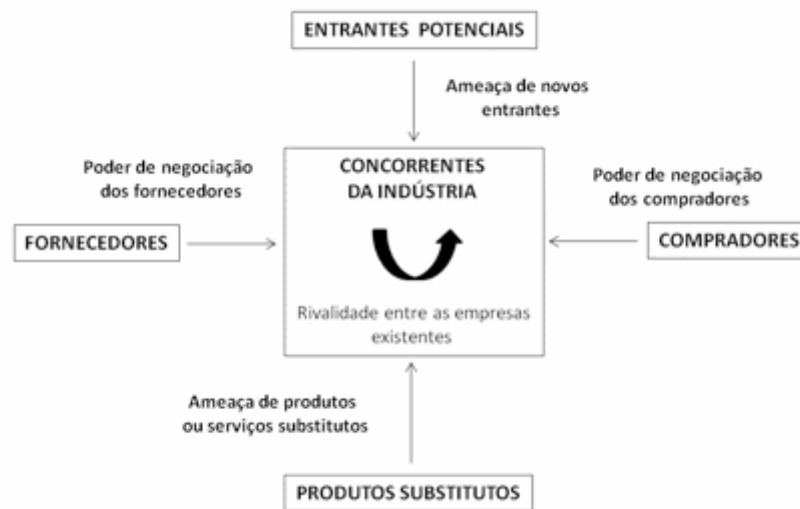 ENTRANTES POTENCIAIS
Ameaça de novos
entrantes
Poder de negociação
dos fornecedores
CONCORRENTES
DA INDÚSTRIA
Poder de negociação
dos compradores
FORNECEDORES
COMPRADORES
Rivalidade entre as empresas
existentes
Ameaça de produtos
ou serviços substitutos
PRODUTOS SUBSTITUTOS